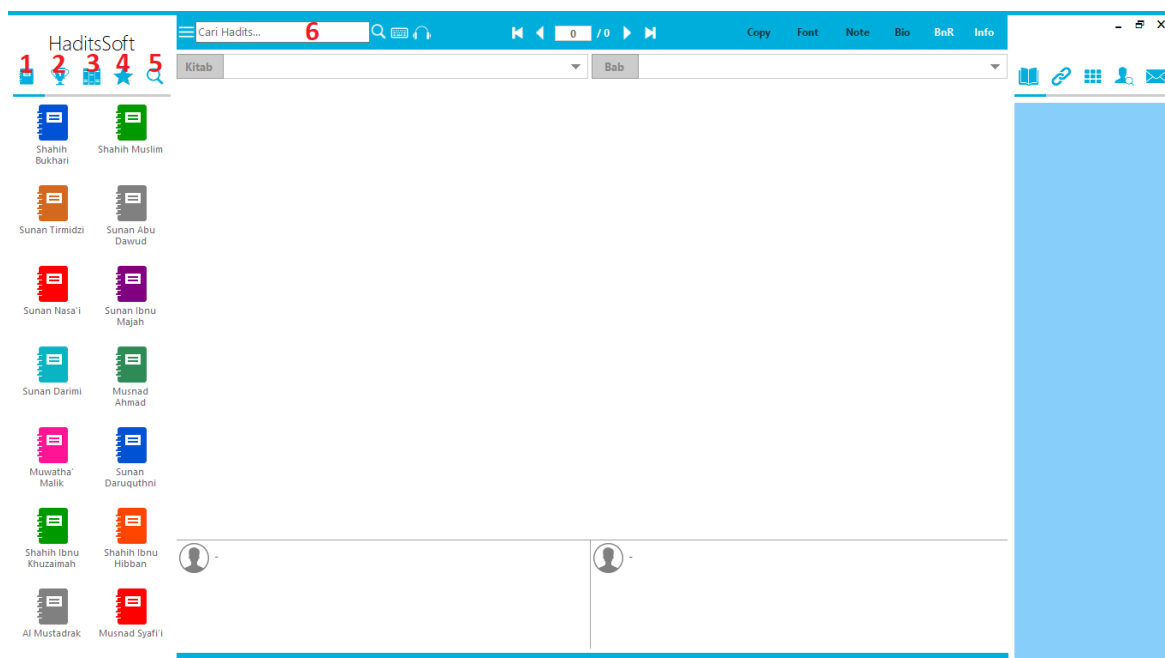 HaditsSoft
1 2 3 4 5
Cari Hadits... 6
0 / 0
Copy Font Note Bio BnR Info
Kitab
Bab
Shahih
Bukhari
Shahih Muslim
Sunan Tirmidzi
Sunan Abu
Dawud
Sunan Nasa'i
Sunan Ibnu
Majah
Sunan Darimi
Musnad
Ahmad
Muwatha'
Malik
Sunan
Daruquthni
Shahih Ibnu
Khuzaimah
Shahih Ibnu
Hibban
Al Mustadrak
Musnad Syafi'i
-
-